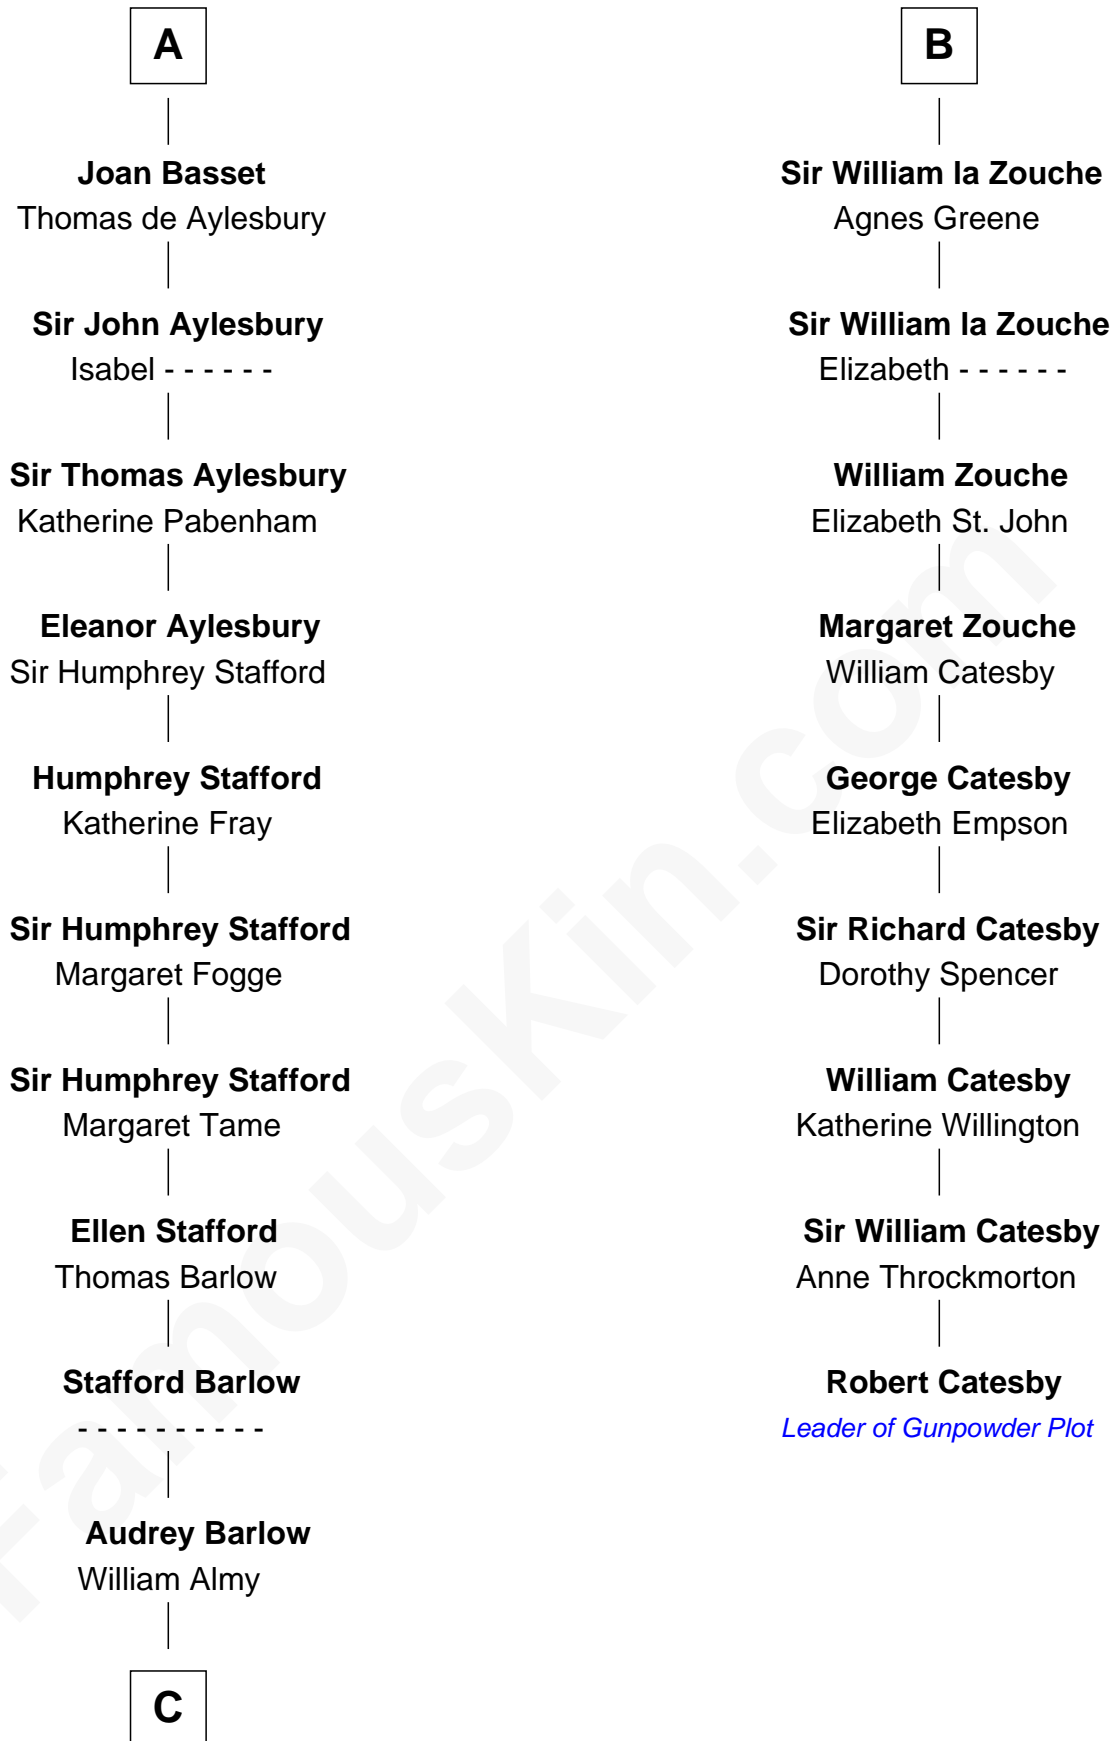 A
Joan Basset
Thomas de Aylesbury
Sir John Aylesbury
Isabel - - - - - -
Sir Thomas Aylesbury
Katherine Pabenham
Eleanor Aylesbury
Sir Humphrey Stafford
Humphrey Stafford
Katherine Fray
Sir Humphrey Stafford
Margaret Fogge
Sir Humphrey Stafford
Margaret Tame
Ellen Stafford
Thomas Barlow
Stafford Barlow
- - - - - - - - - -
Audrey Barlow
William Almy
C
B
Sir William la Zouche
Agnes Greene
Sir William la Zouche
Elizabeth - - - - - -
William Zouche
Elizabeth St. John
Margaret Zouche
William Catesby
George Catesby
Elizabeth Empson
Sir Richard Catesby
Dorothy Spencer
William Catesby
Katherine Willington
Sir William Catesby
Anne Throckmorton
Robert Catesby
Leader of Gunpowder Plot
FamousKin.com